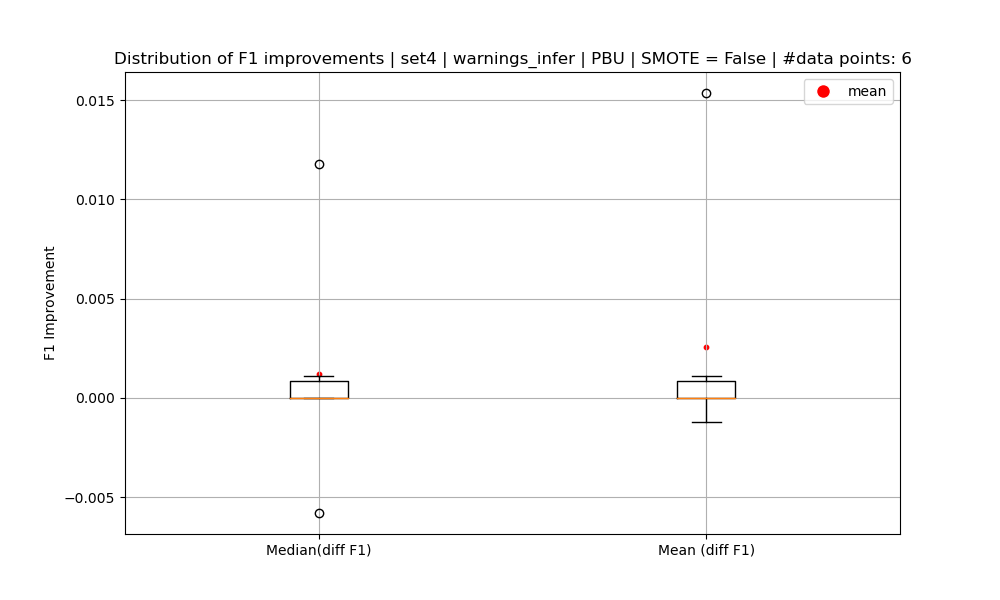 Distribution of F1 improvements | set4 | warnings_infer | PBU | SMOTE = False | #data points: 6
mean
0.015
0.010
0.005
0.000
−0.005
F1 Improvement
Median(diff F1)
Mean (diff F1)